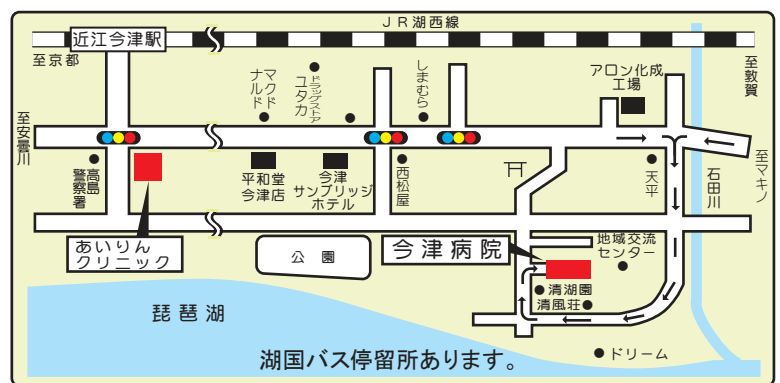 JR湖西線
近江今津駅
至京都
至敦賀
マクド
ナルド
ドラッグストア
ユタカ
しまむら
アロン化成
工場
至安曇川
至マキノ
高島
警察署
平和堂
今津店
今津
サンブリッジ
ホテル
西松屋
天平
石田川
あいりん
クリニック
公園
今津病院
地域交流
センター
清湖園
清風荘
琵琶湖
湖国バス停留所あります。
ドリーム